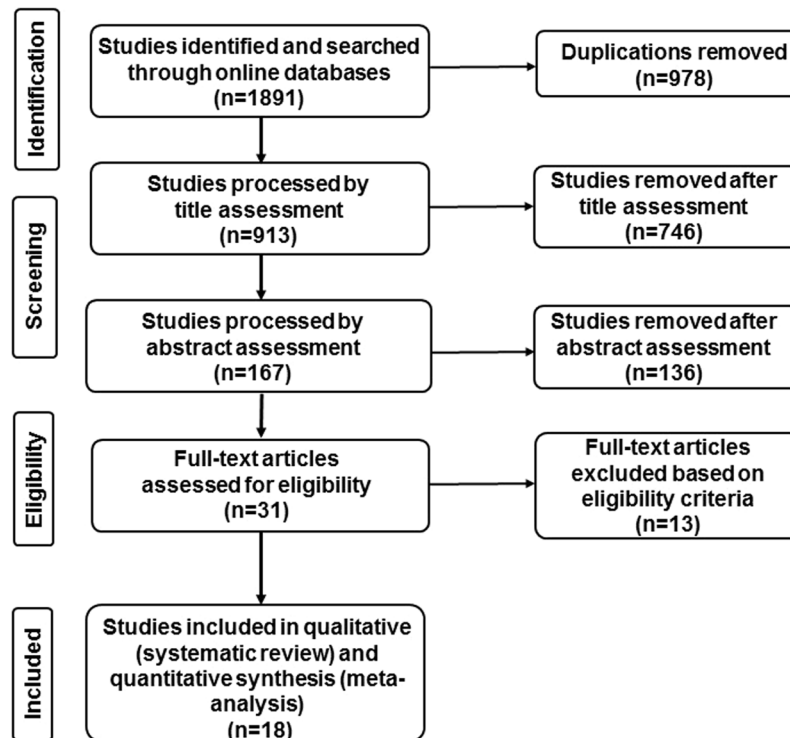 Identification
Studies identified and searched
through online databases
(n=1891)
Duplications removed
(n=978)
Screening
Studies processed by
title assessment
(n=913)
Studies removed after
title assessment
(n=746)
Studies processed by
abstract assessment
(n=167)
Studies removed after
abstract assessment
(n=136)
Eligibility
Full-text articles
assessed for eligibility
(n=31)
Full-text articles
excluded based on
eligibility criteria
(n=13)
Included
Studies included in qualitative
(systematic review) and
quantitative synthesis (meta-
analysis)
(n=18)